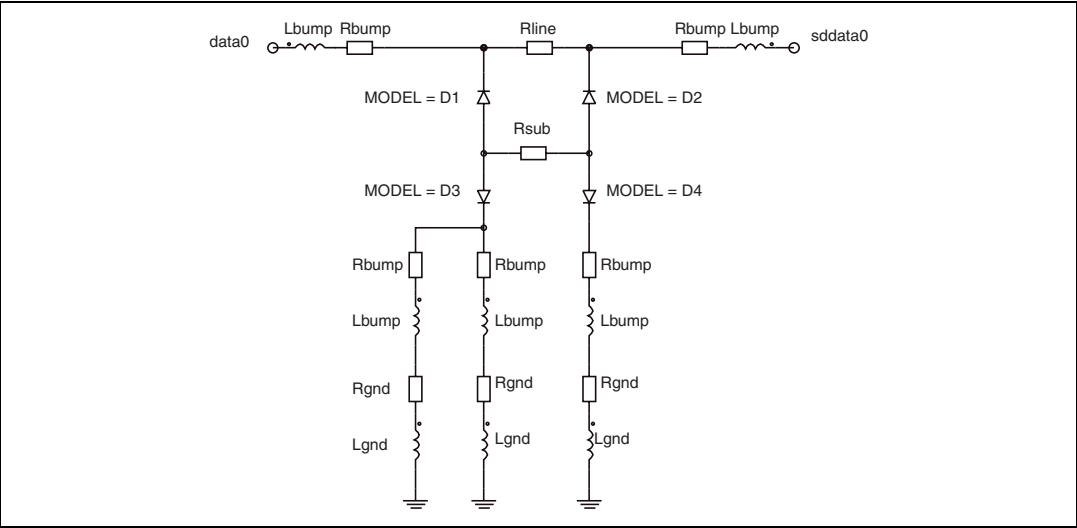 data0 Lbump Rbump Rline Rbump Lbump sddata0
MODEL = D1 MODEL = D2
Rsub
MODEL = D3 MODEL = D4
Rbump Rbump Rbump
Lbump Lbump Lbump
Rgnd Rgnd Rgnd
Lgnd Lgnd Lgnd